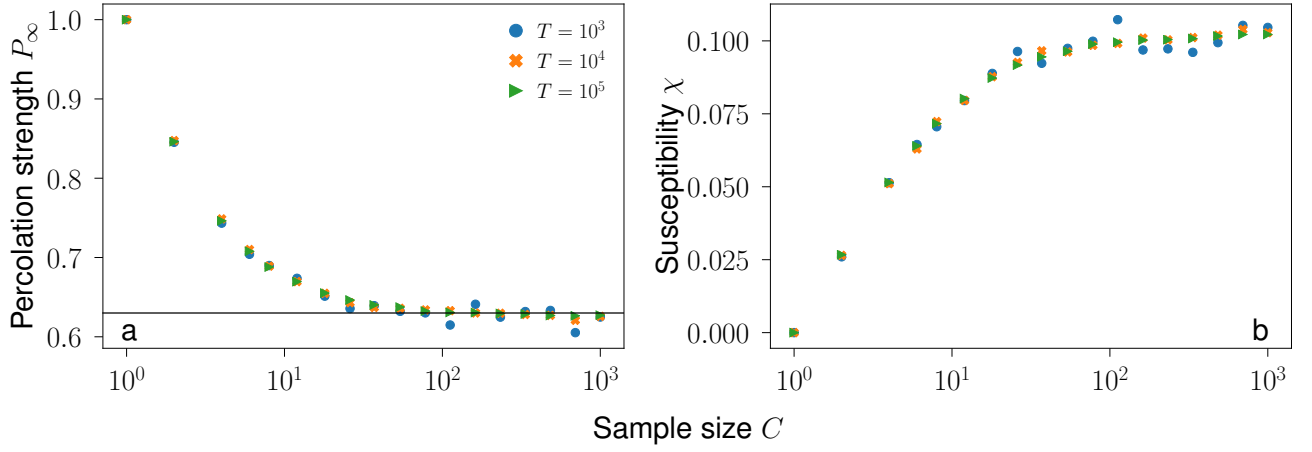 Percolation strength P∞
1.0
0.9
0.8
0.7
0.6
T = 10³
T = 10⁴
T = 10⁵
a
10⁰
10¹
10²
10³
Susceptibility χ
0.100
0.075
0.050
0.025
0.000
b
10⁰
10¹
10²
10³
Sample size C